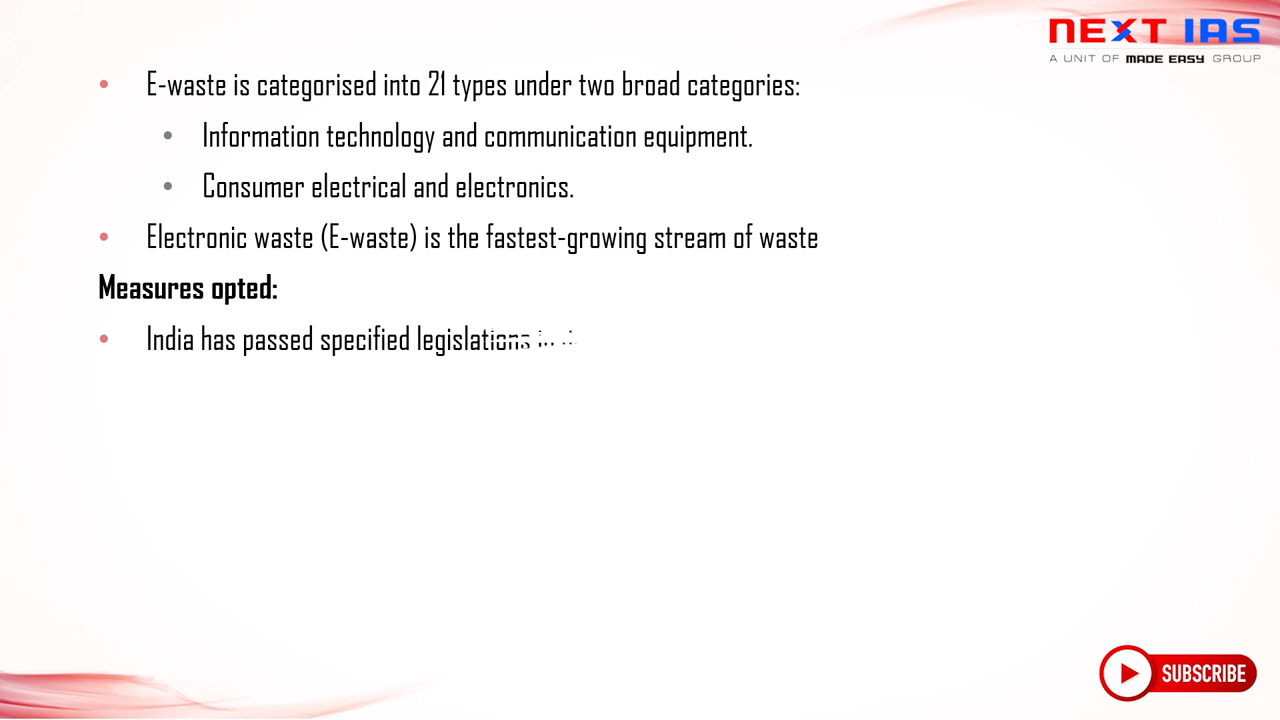 NEXT IAS
A UNIT OF MADE EASY GROUP
• E-waste is categorised into 21 types under two broad categories:
• Information technology and communication equipment.
• Consumer electrical and electronics.
• Electronic waste (E-waste) is the fastest-growing stream of waste
Measures opted:
• India has passed specified legislations
SUBSCRIBE